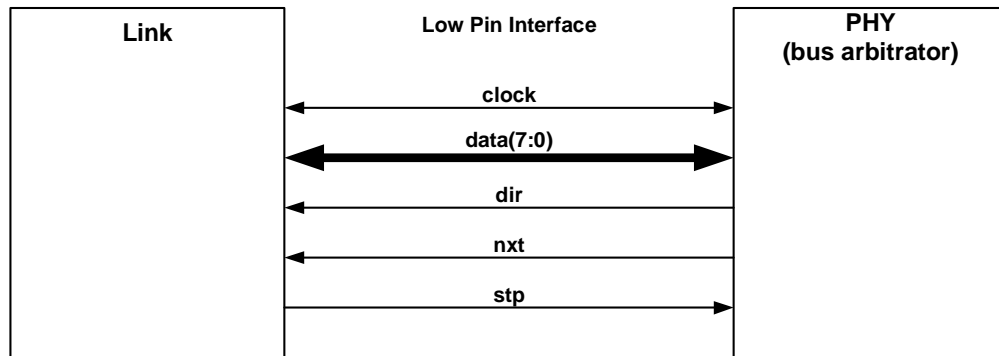 Link
Low Pin Interface
PHY
(bus arbitrator)
clock
data(7:0)
dir
nxt
stp